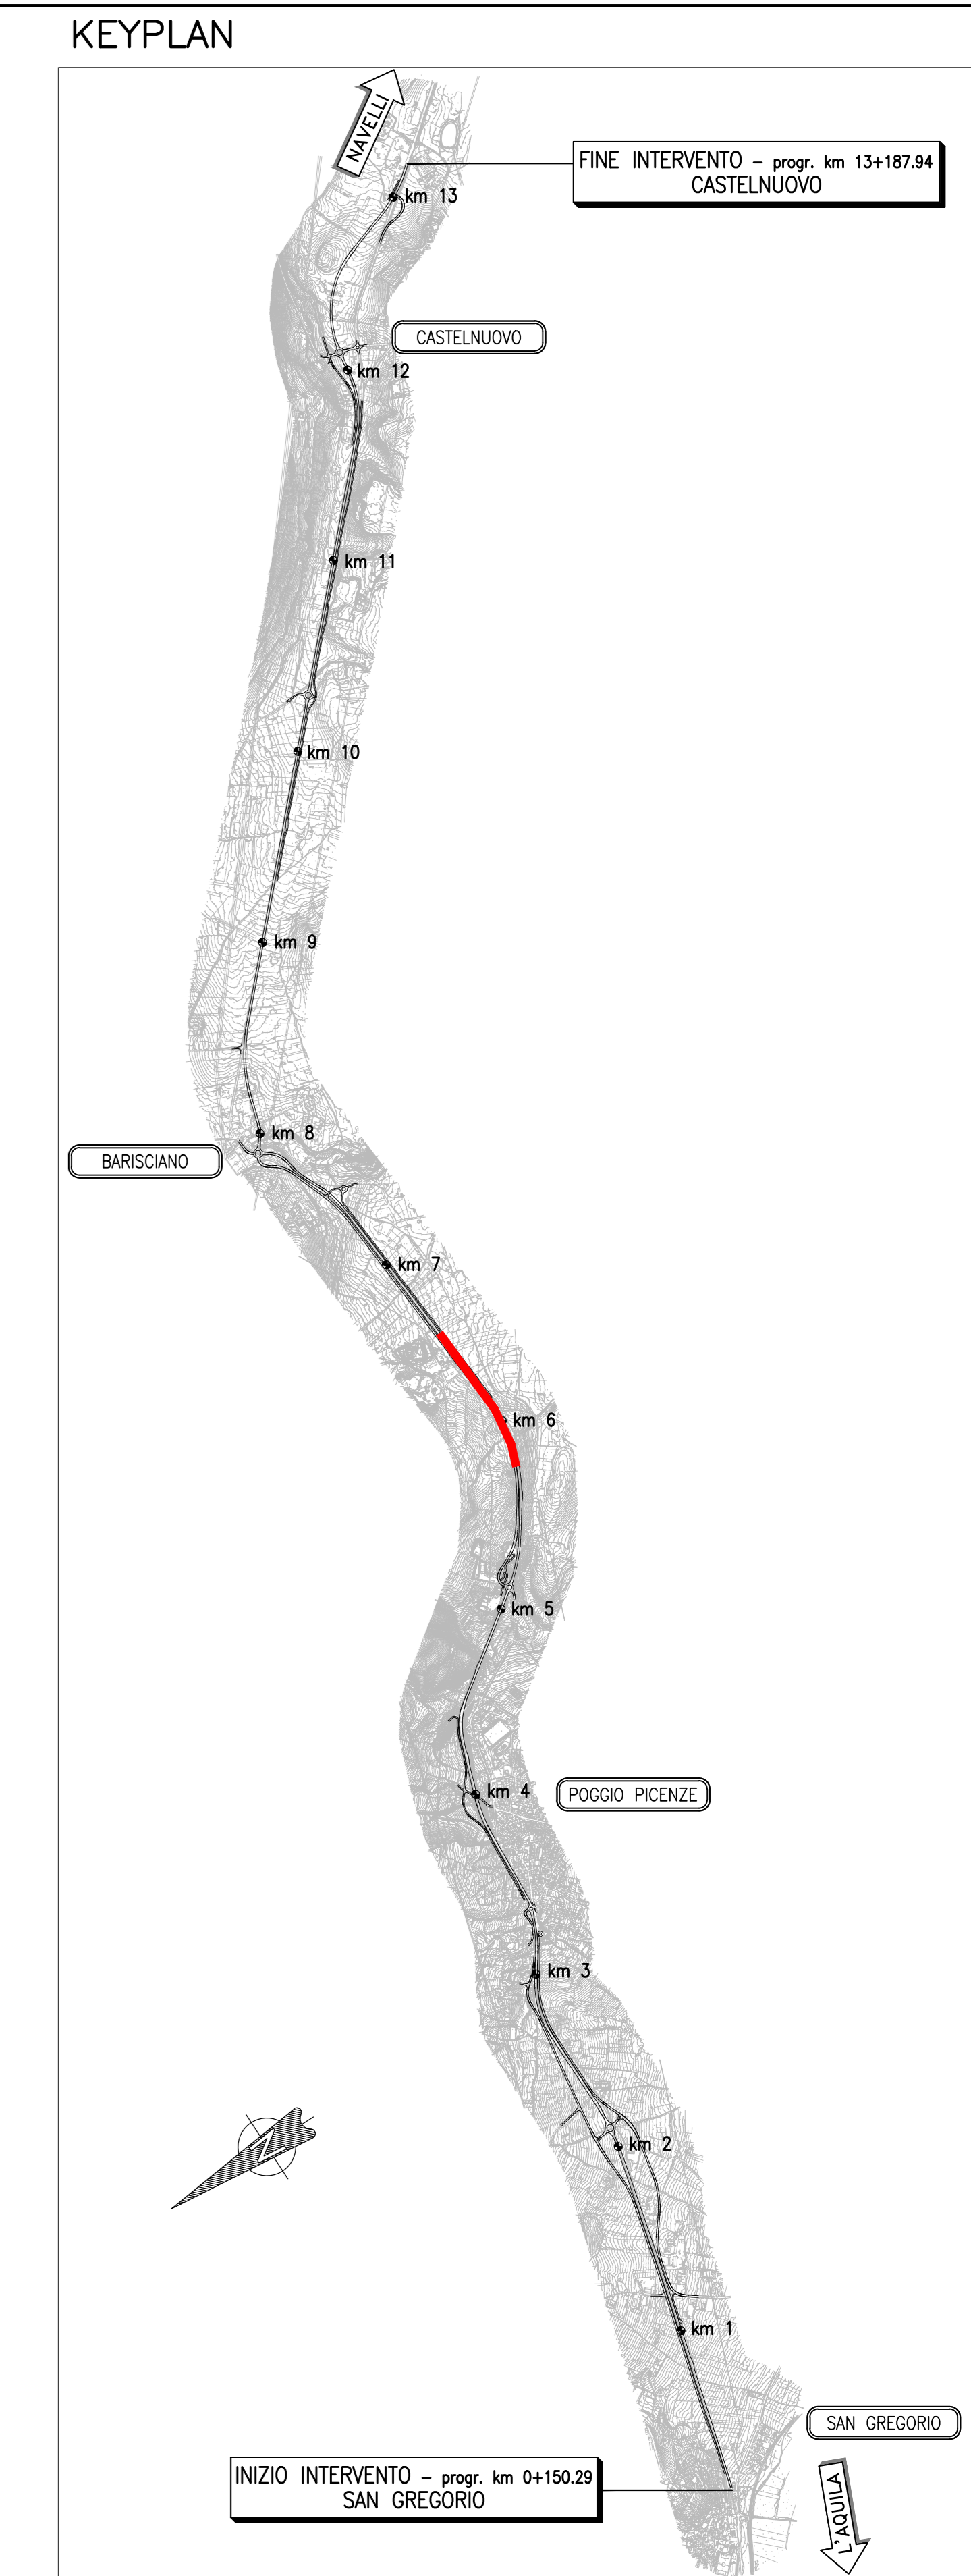 KEYPLAN
NAVELLI
FINE INTERVENTO - progr. km 13+187.94
CASTELNUOVO
km 13
CASTELNUOVO
km 12
km 11
km 10
km 9
km 8
BARISCIANO
km 7
km 6
km 5
km 4
POGGIO PICENZE
km 3
N
km 2
km 1
SAN GREGORIO
INIZIO INTERVENTO - progr. km 0+150.29
SAN GREGORIO
L'AQUILA